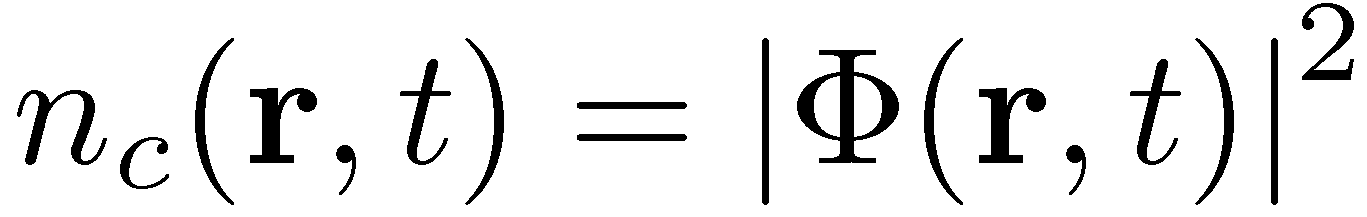 n_c(𝐫, t) = |Φ(𝐫, t)|²